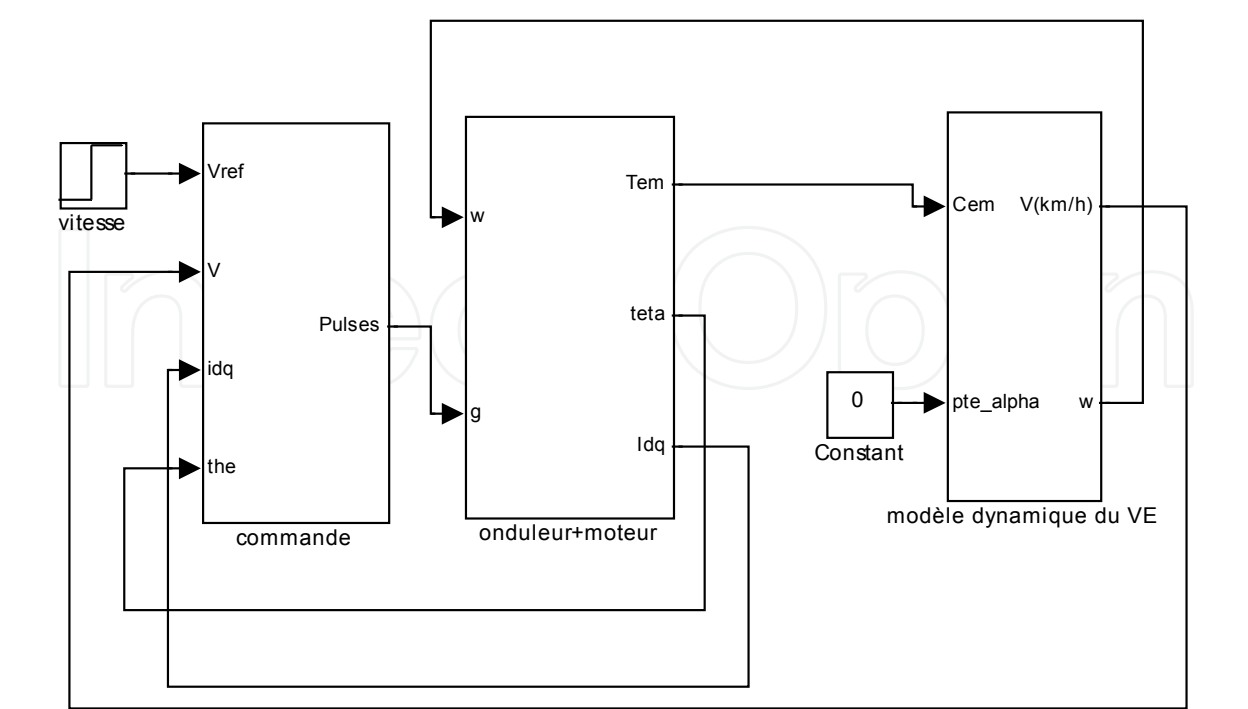 Vref
V
idq
the
Pulses
vitesse
commande
w
g
Tem
teta
Idq
onduleur+moteur
0
Constant
Cem
pte_alpha
V(km/h)
w
modèle dynamique du VE